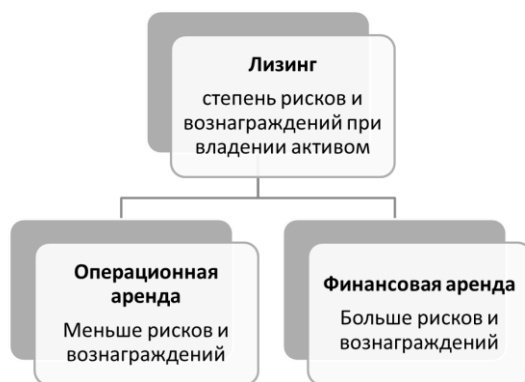 Лизинг
степень рисков и
вознаграждений при
владении активом
Операционная
аренда
Меньше рисков и
вознаграждений
Финансовая аренда
Больше рисков и
вознаграждений